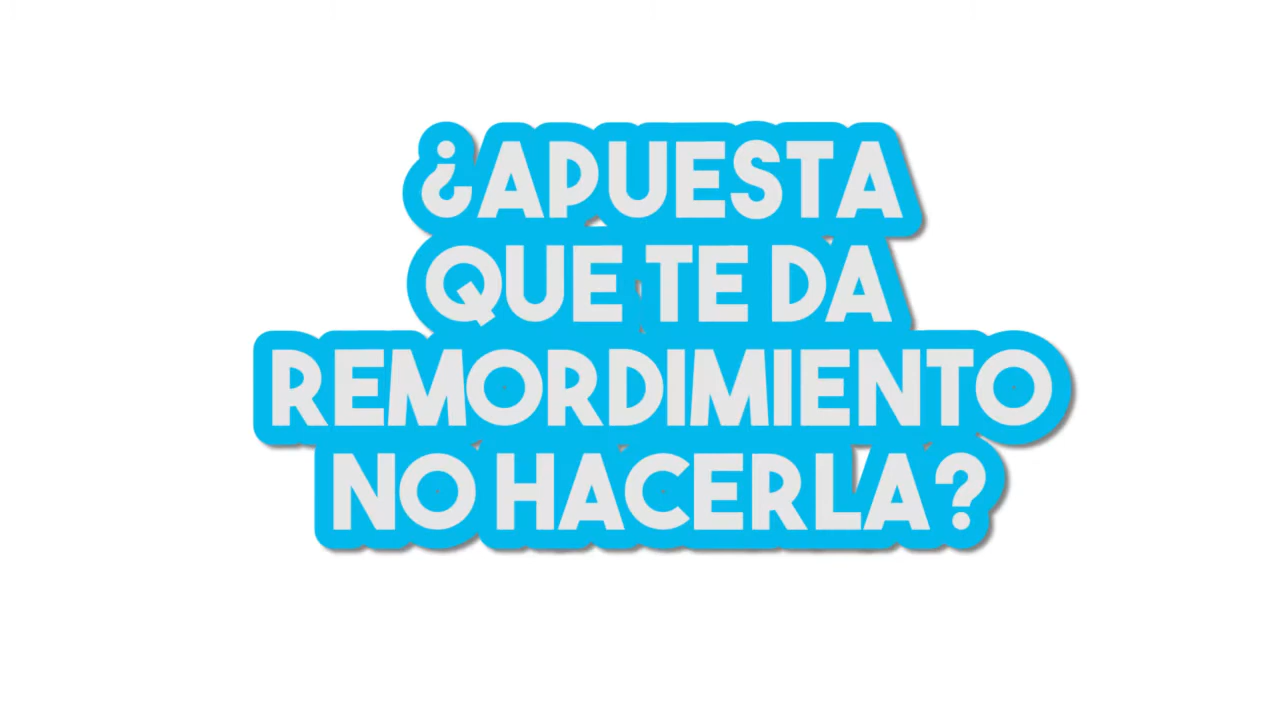 ¿APUESTA
QUE TE DA
REMORDIMIENTO
NO HACERLA?